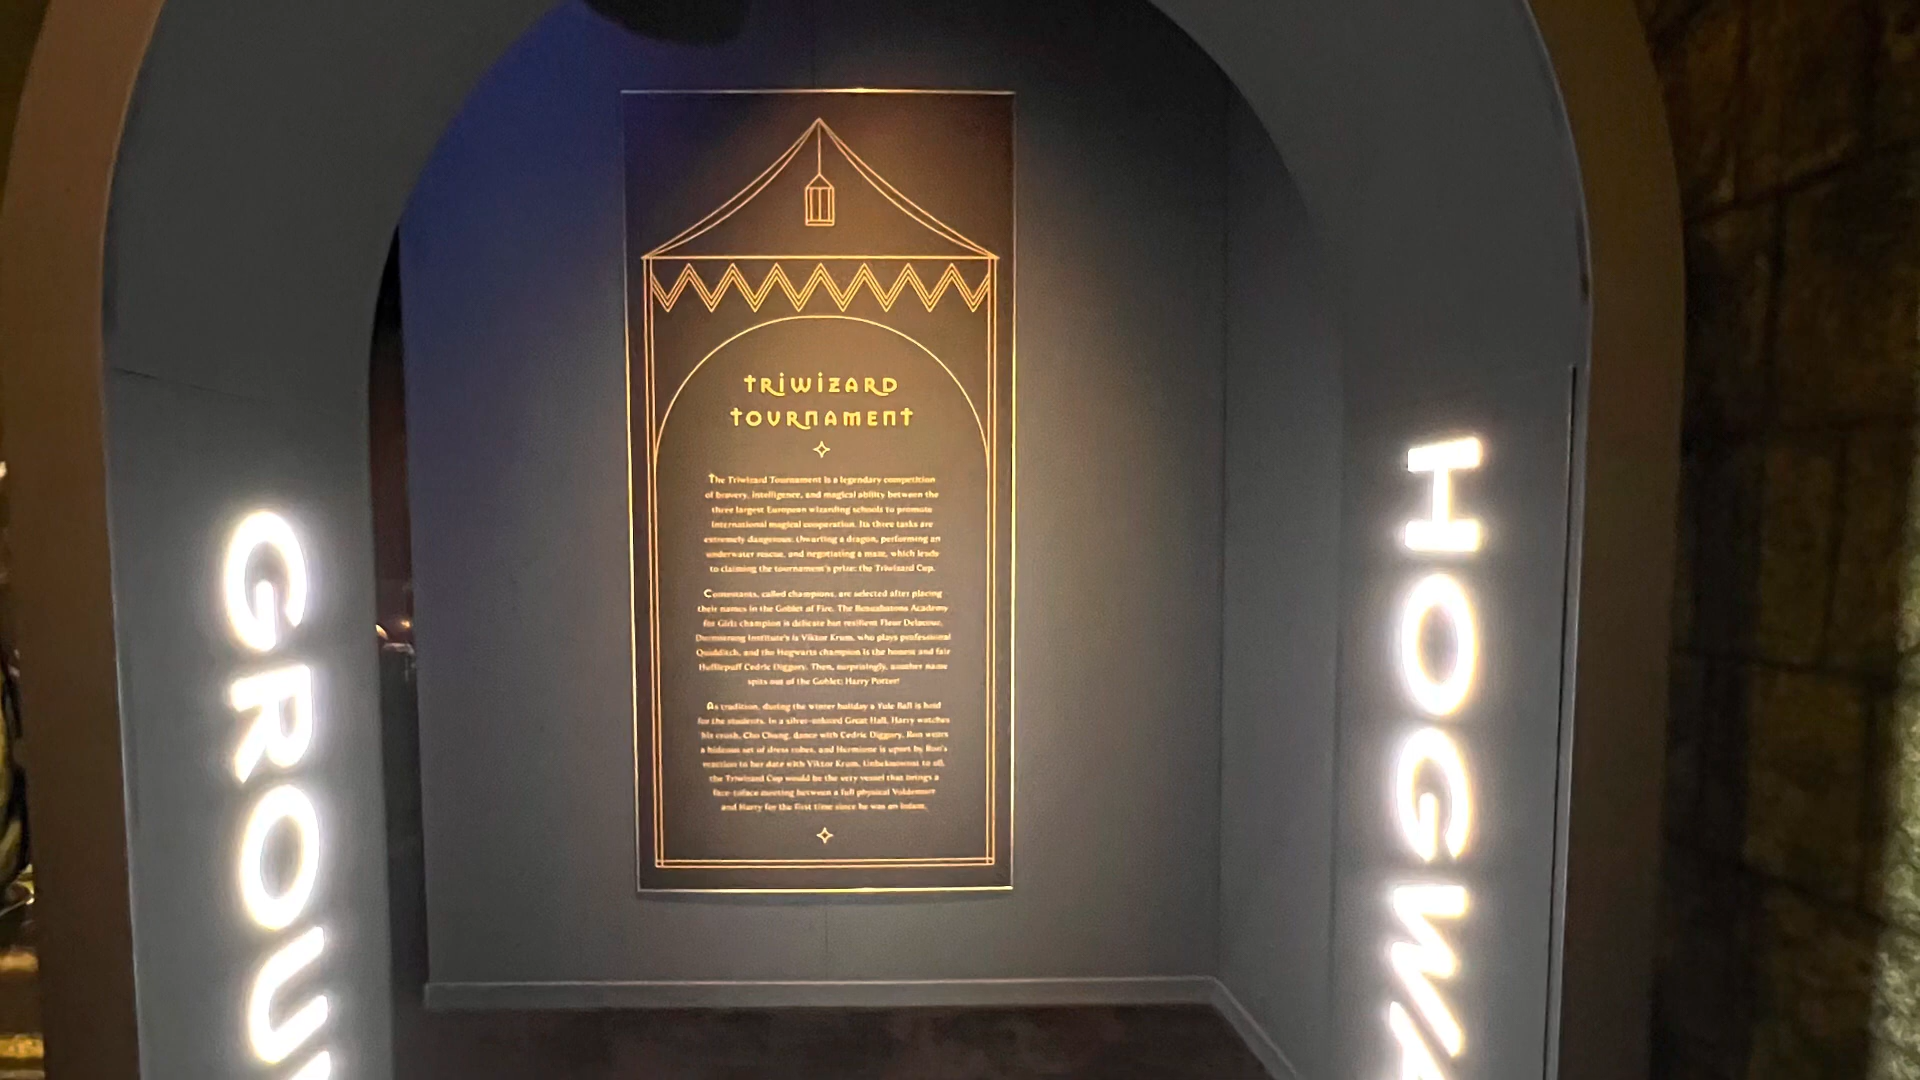 TRIWIZARD
TOURNAMENT
The Triwizard Tournament is a legendary competition
of bravery, intelligence, and magical ability between the
three largest European wizarding schools to promote
international magical cooperation. Its three tasks are
extremely dangerous: thwarting a dragon, performing an
underwater rescue, and negotiating a maze, which leads
to claiming the tournament's prize: the Triwizard Cup.
Contestants, called champions, are selected after placing
their names in the Goblet of Fire. The Beauxbatons Academy
for Girls champion is delicate but resilient Fleur Delacour,
Durmstrang Institute's is Viktor Krum, who plays professional
Quidditch, and the Hogwarts champion is the honest and fair
Hufflepuff Cedric Diggory. Then, surprisingly, another name
spits out of the Goblet: Harry Potter!
As tradition, during the winter holiday a Yule Ball is held
for the students. In a silver-colored Great Hall, Harry watches
his crush, Cho Chang, dance with Cedric Diggory, Ron wears
a hideous set of dress robes, and Hermione is upset by Ron's
reaction to her date with Viktor Krum. Unbeknownst to all,
the Triwizard Cup would be the very vessel that brings a
face-to-face meeting between a full physical Voldemort
and Harry for the first time since he was an infant.
GROU
HOGWA